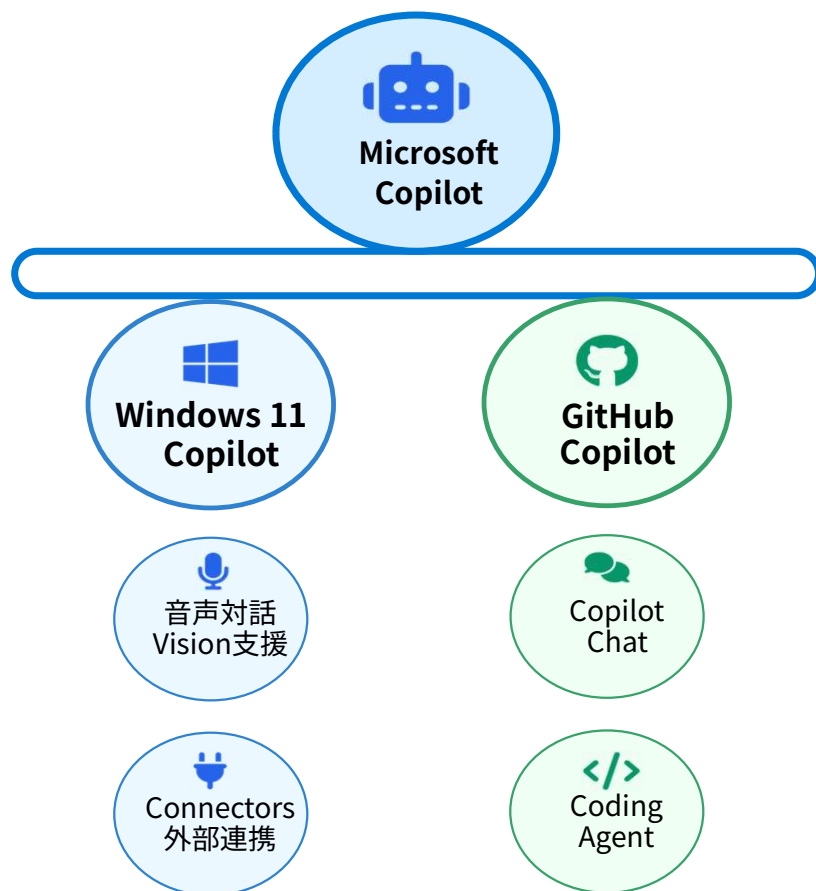 Microsoft
Copilot
Windows 11
Copilot
GitHub
Copilot
音声対話
Vision支援
Copilot
Chat
Connectors
外部連携
Coding
Agent